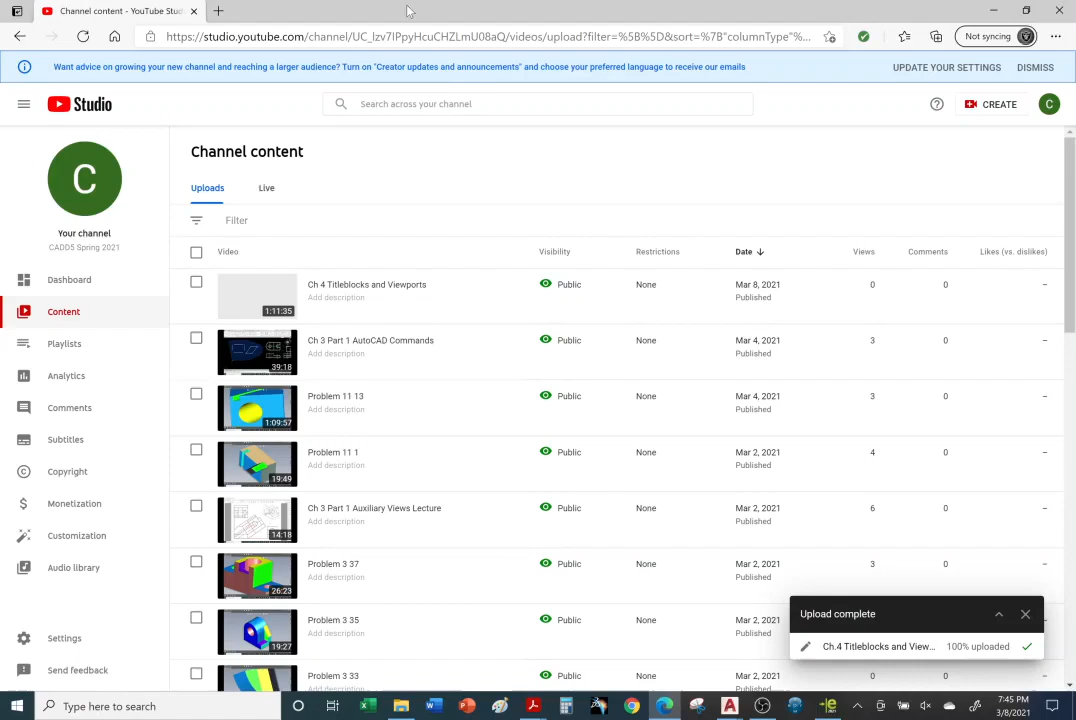 Channel content - YouTube Stud
https://studio.youtube.com/channel/UC_lzv7IPpyHcuCHZLmU08aQ/videos/upload?filter=%5B%5D&sort=%7B"columnType"%...
Not syncing
Want advice on growing your new channel and reaching a larger audience? Turn on "Creator updates and announcements" and choose your preferred language to receive our emails
UPDATE YOUR SETTINGS
DISMISS
Studio
Search across your channel
CREATE
C
C
Your channel
CADD5 Spring 2021
Dashboard
Content
Playlists
Analytics
Comments
Subtitles
Copyright
Monetization
Customization
Audio library
Settings
Send feedback
Channel content
Uploads Live
Filter
Video Visibility Restrictions Date Views Comments Likes (vs. dislikes)
1:11:35 Ch 4 Titleblocks and Viewports Public None Mar 8, 2021 0 0 –
Add description Published
39:18 Ch 3 Part 1 AutoCAD Commands Public None Mar 4, 2021 3 0 –
Add description Published
1:09:57 Problem 11 13 Public None Mar 4, 2021 3 0 –
Add description Published
19:49 Problem 11 1 Public None Mar 2, 2021 4 0 –
Add description Published
14:18 Ch 3 Part 1 Auxiliary Views Lecture Public None Mar 2, 2021 6 0 –
Add description Published
26:23 Problem 3 37 Public None Mar 2, 2021 3 0 –
Add description Published
19:27 Problem 3 35 Public None Mar 2, 2021
Add description Published
Problem 3 33 Public None Mar 2, 2021 0 0 –
Add description Published
Upload complete
Ch.4 Titleblocks and View... 100% uploaded
Type here to search
7:45 PM
3/8/2021